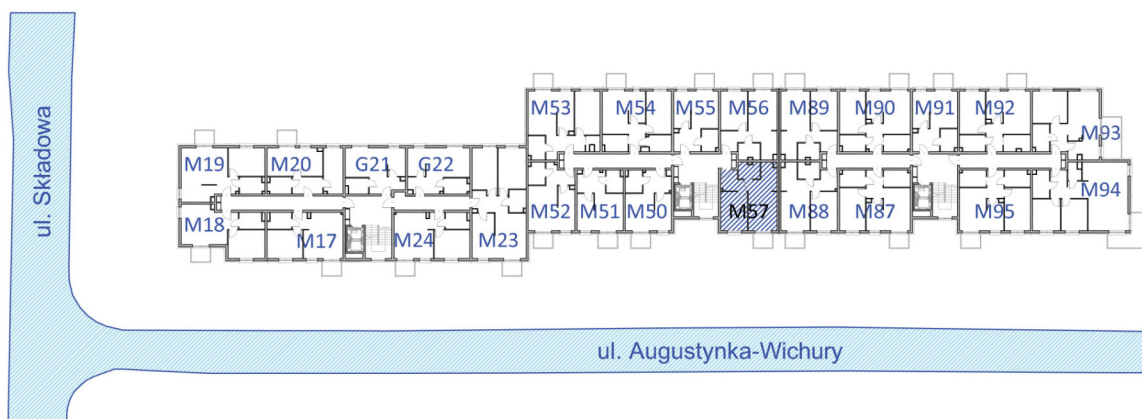 ul. Składowa
M53
M54
M55
M56
M89
M90
M91
M92
M93
M19
M20
G21
G22
M18
M17
M24
M23
M52
M51
M50
M57
M88
M87
M95
M94
ul. Augustynka-Wichury